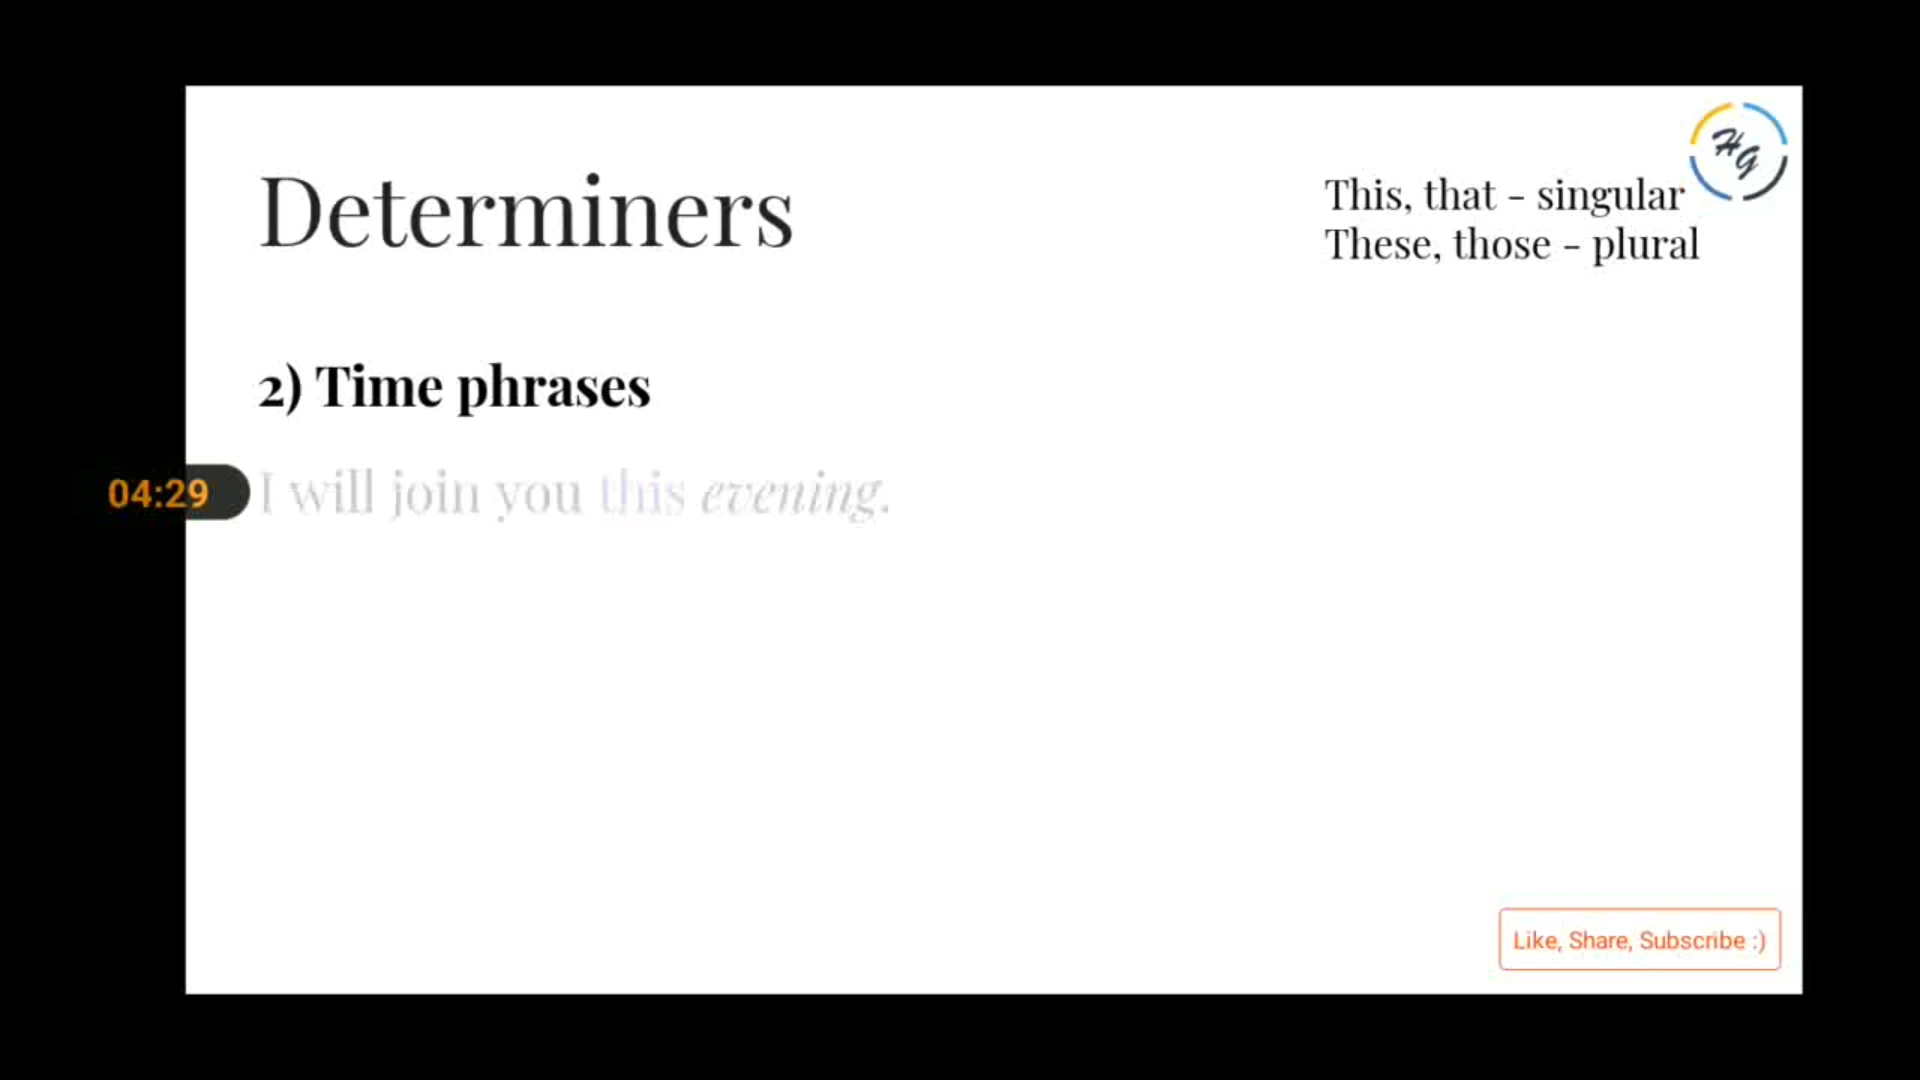 HG
Determiners
This, that - singular
These, those - plural
2) Time phrases
04:29
I will join you this evening.
Like, Share, Subscribe :)